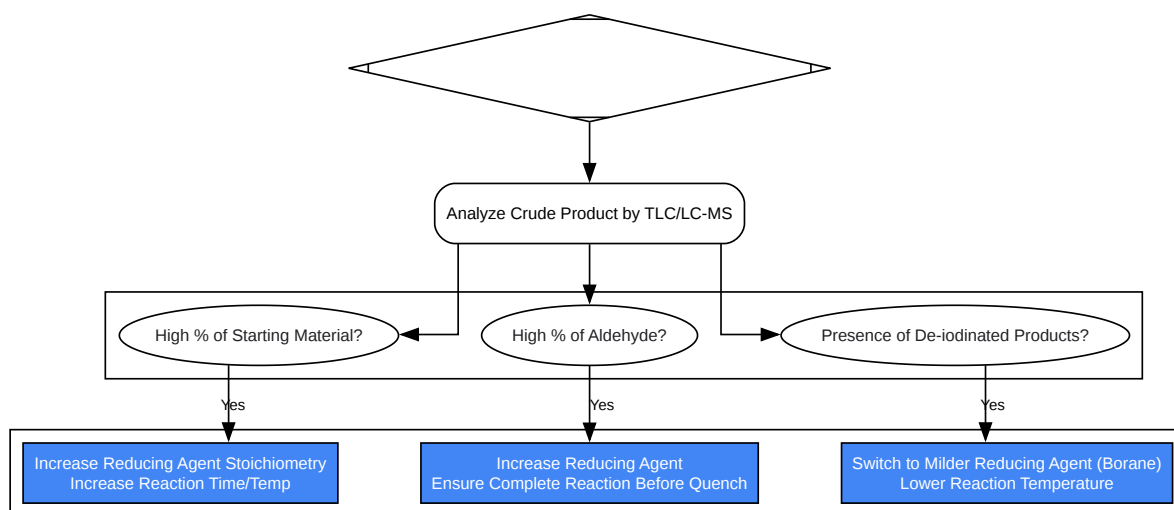 Analyze Crude Product by TLC/LC-MS
High % of Starting Material?
High % of Aldehyde?
Presence of De-iodinated Products?
Yes
Yes
Yes
Increase Reducing Agent Stoichiometry
Increase Reaction Time/Temp
Increase Reducing Agent
Ensure Complete Reaction Before Quench
Switch to Milder Reducing Agent (Borane)
Lower Reaction Temperature